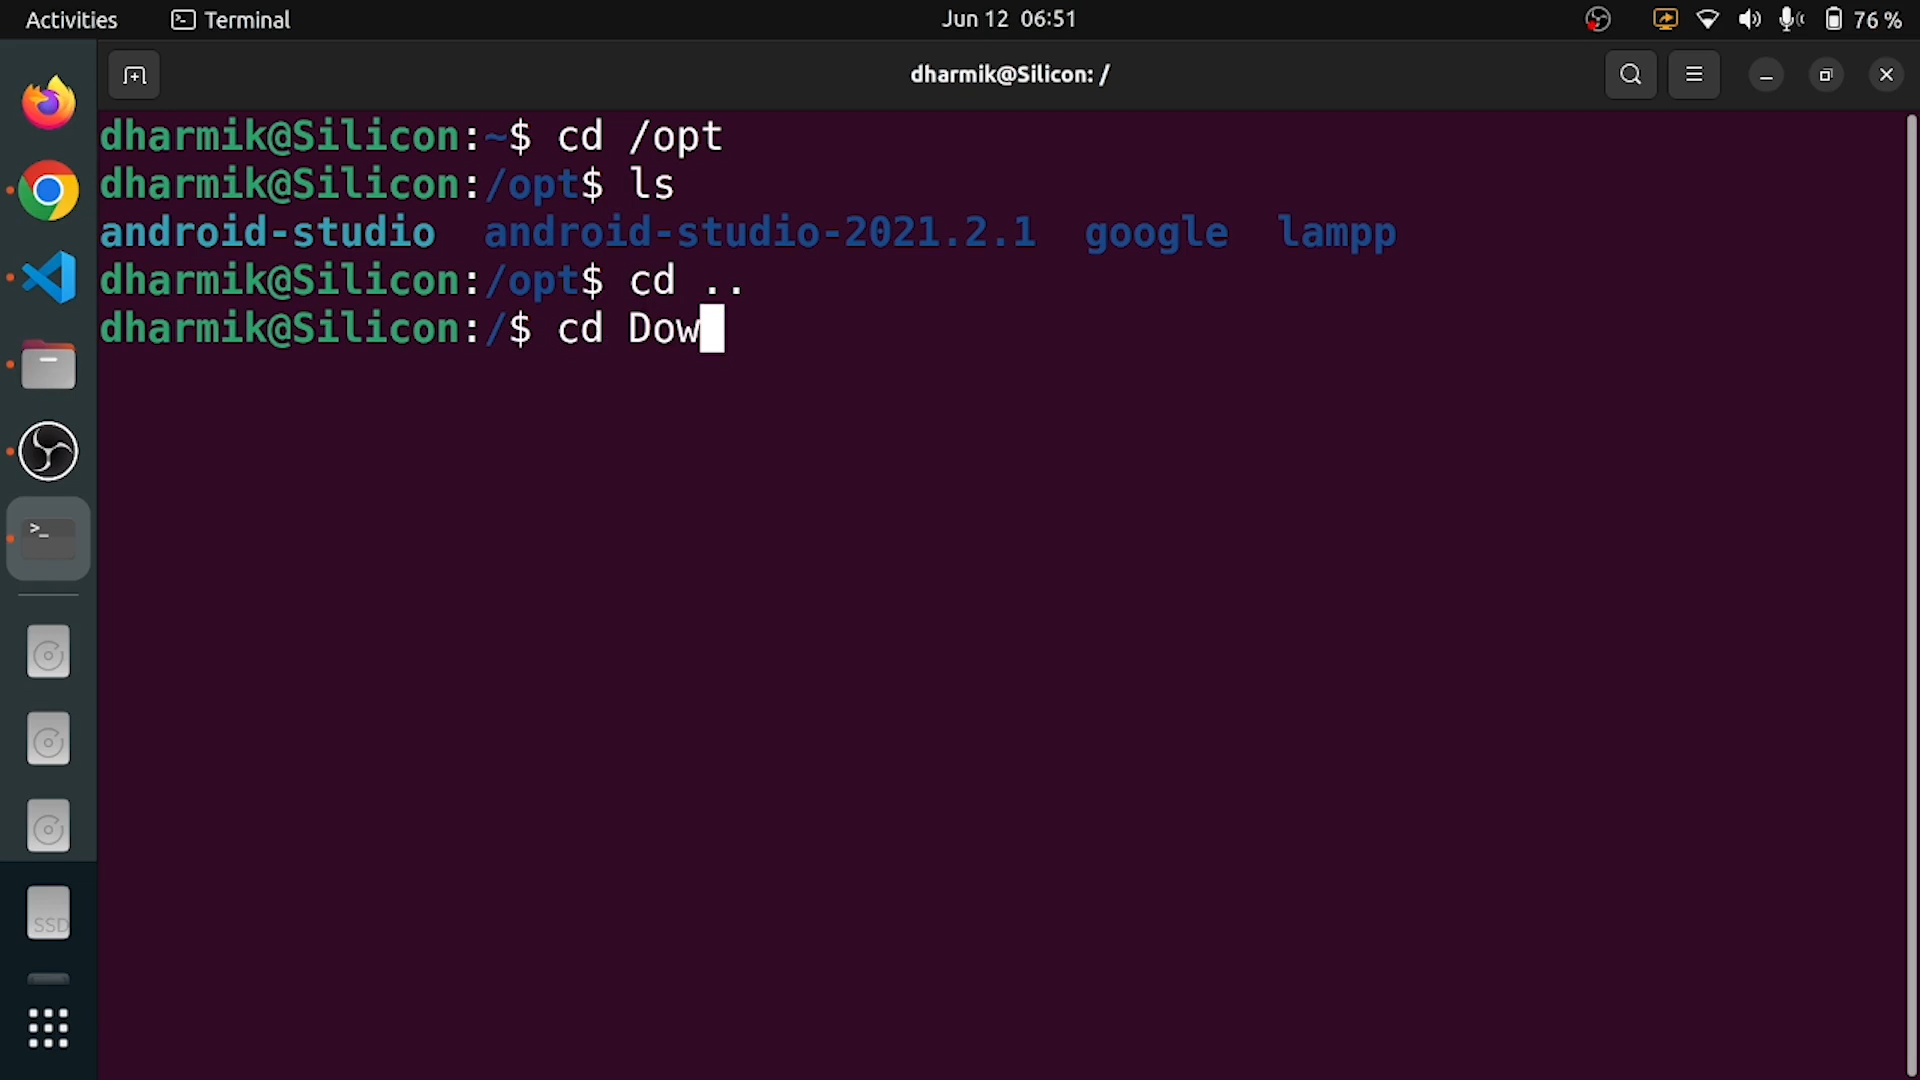 Activities Terminal Jun 12 06:51 76 %
dharmik@Silicon: /
dharmik@Silicon:~$ cd /opt
dharmik@Silicon:/opt$ ls
android-studio android-studio-2021.2.1 google lampp
dharmik@Silicon:/opt$ cd ..
dharmik@Silicon:/$ cd Dow
>_
SSD